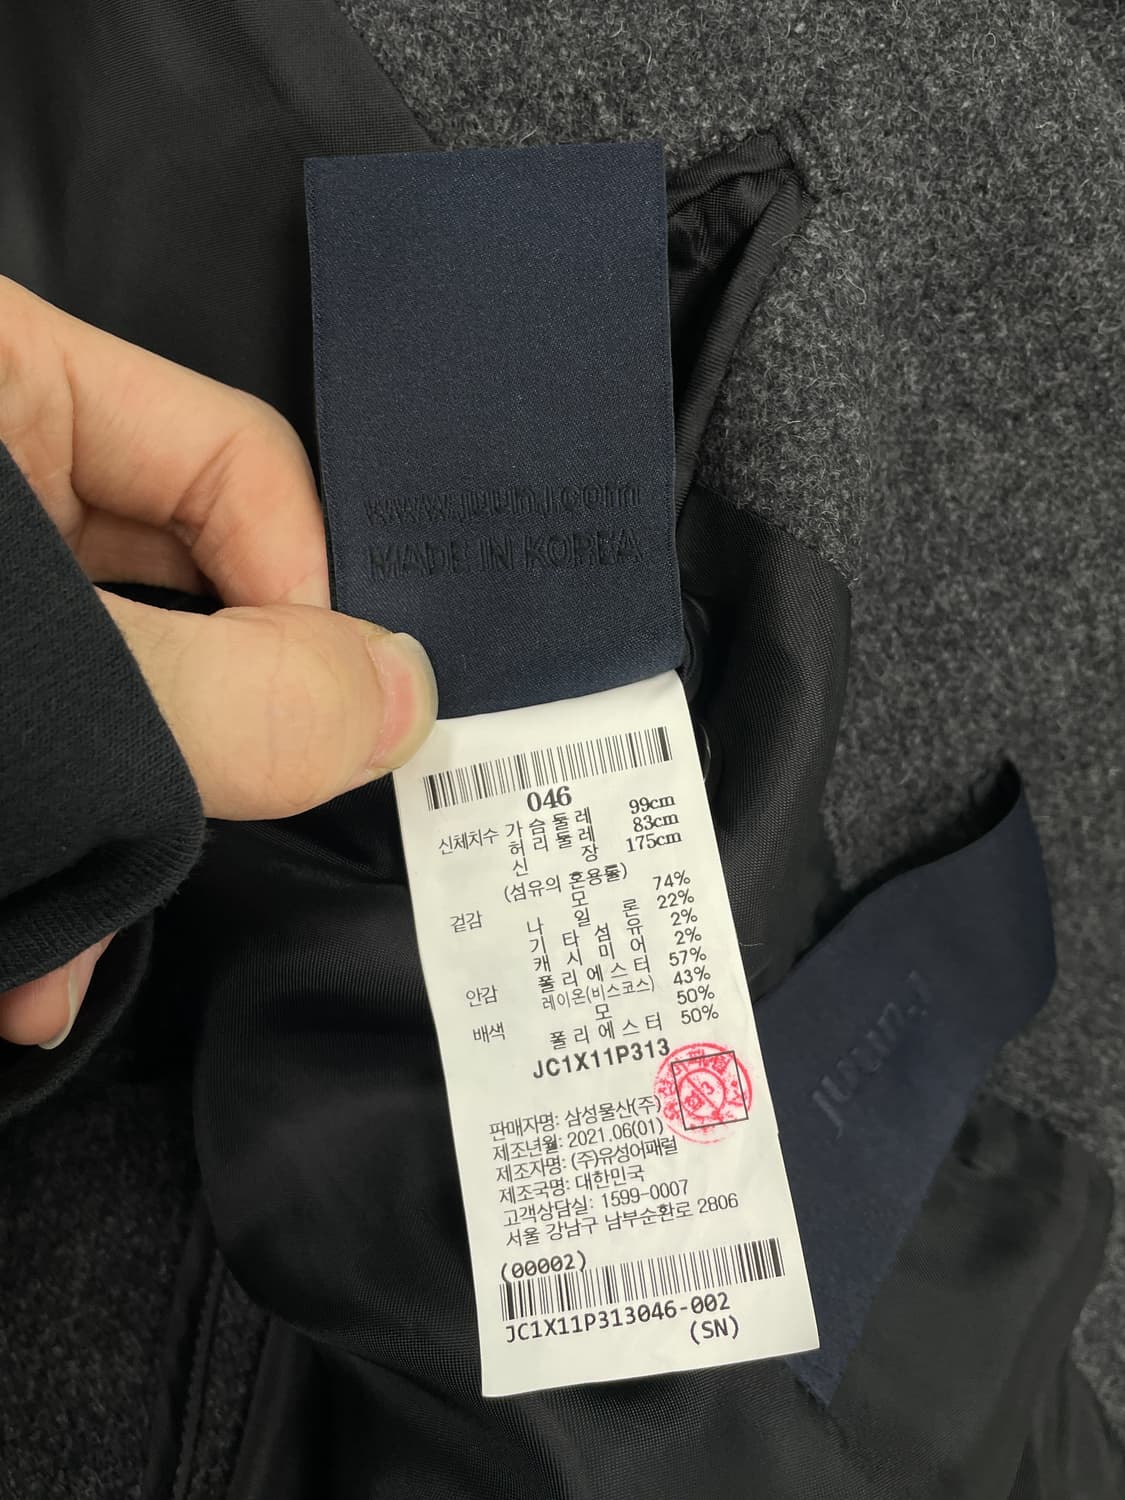 www.juunj.com
MADE IN KOREA
046
신체치수 가슴둘레 99cm
허리둘레 83cm
신장 175cm
(섬유의 혼용률)
겉감 모 74%
나일론 22%
기타섬유 2%
캐시미어 2%
안감 폴리에스터 57%
레이온(비스코스) 43%
배색 모 50%
폴리에스터 50%
JC1X11P313
판매자명: 삼성물산(주)
제조년월: 2021.06(01)
제조자명: (주)유성어패럴
제조국명: 대한민국
고객상담실: 1599-0007
서울 강남구 남부순환로 2806
(00002)
JC1X11P313046-002
(SN)
juun.j